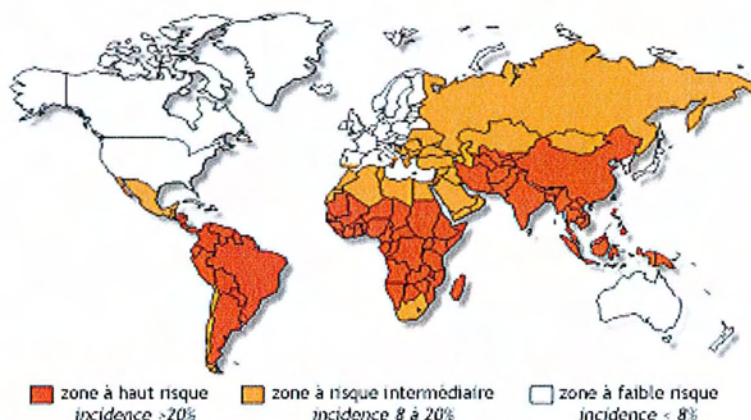 zone à haut risque
incidence >20%
zone à risque intermédiaire
incidence 8 à 20%
zone à faible risque
incidence < 8%